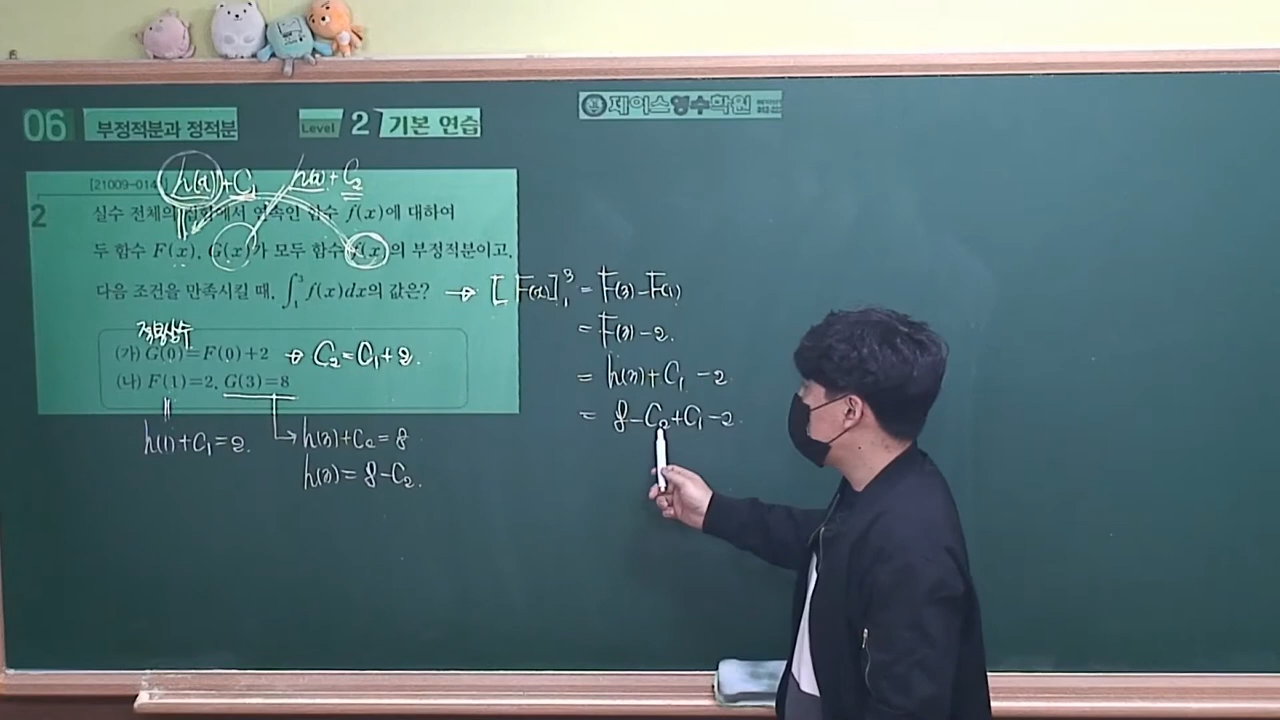 06 부정적분과 정적분 Level 2 기본 연습
제이스영수학원
[21009-014
h(x)+C₁ h(x)+C₂
2 실수 전체의 집합에서 연속인 함수 f(x)에 대하여
두 함수 F(x), G(x)가 모두 함수 f(x)의 부정적분이고,
다음 조건을 만족시킬 때, ∫₁³ f(x)dx의 값은? → [F(x)]₁³ = F(3)-F(1)
= F(3)-2.
= h(3)+C₁-2
= 8-C₂+C₁-2.
적분상수
(가) G(0)=F(0)+2 → C₂=C₁+2.
(나) F(1)=2, G(3)=8
h(1)+C₁=2.
h(3)+C₂=8
h(3)=8-C₂.